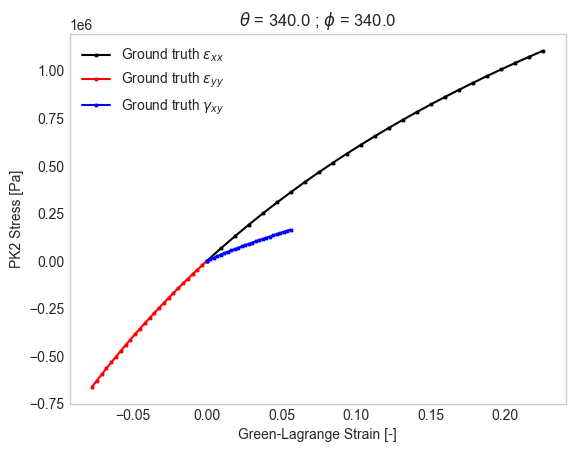 θ = 340.0 ; ϕ = 340.0
1e6
Ground truth εxx
Ground truth εyy
Ground truth γxy
1.00
0.75
0.50
0.25
0.00
−0.25
−0.50
−0.75
PK2 Stress [Pa]
−0.05
0.00
0.05
0.10
0.15
0.20
Green-Lagrange Strain [-]